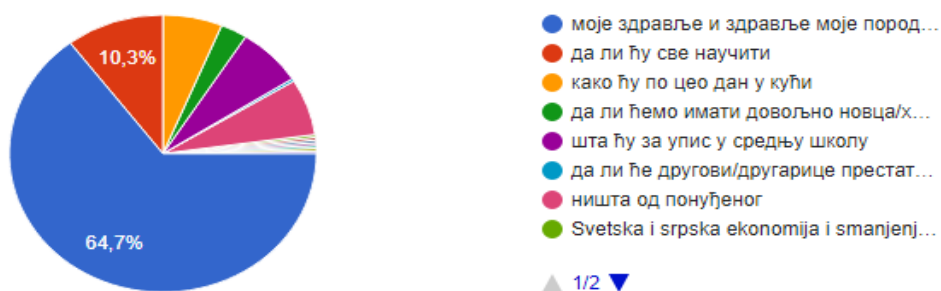 10,3%
64,7%
моје здравље и здравље моје пород...
да ли ћу све научити
како ћу по цео дан у кући
да ли ћемо имати довољно новца/х...
шта ћу за упис у средњу школу
да ли ће другови/другарице престат...
ништа од понуђеног
Svetska i srpska ekonomija i smanjenj...
1/2